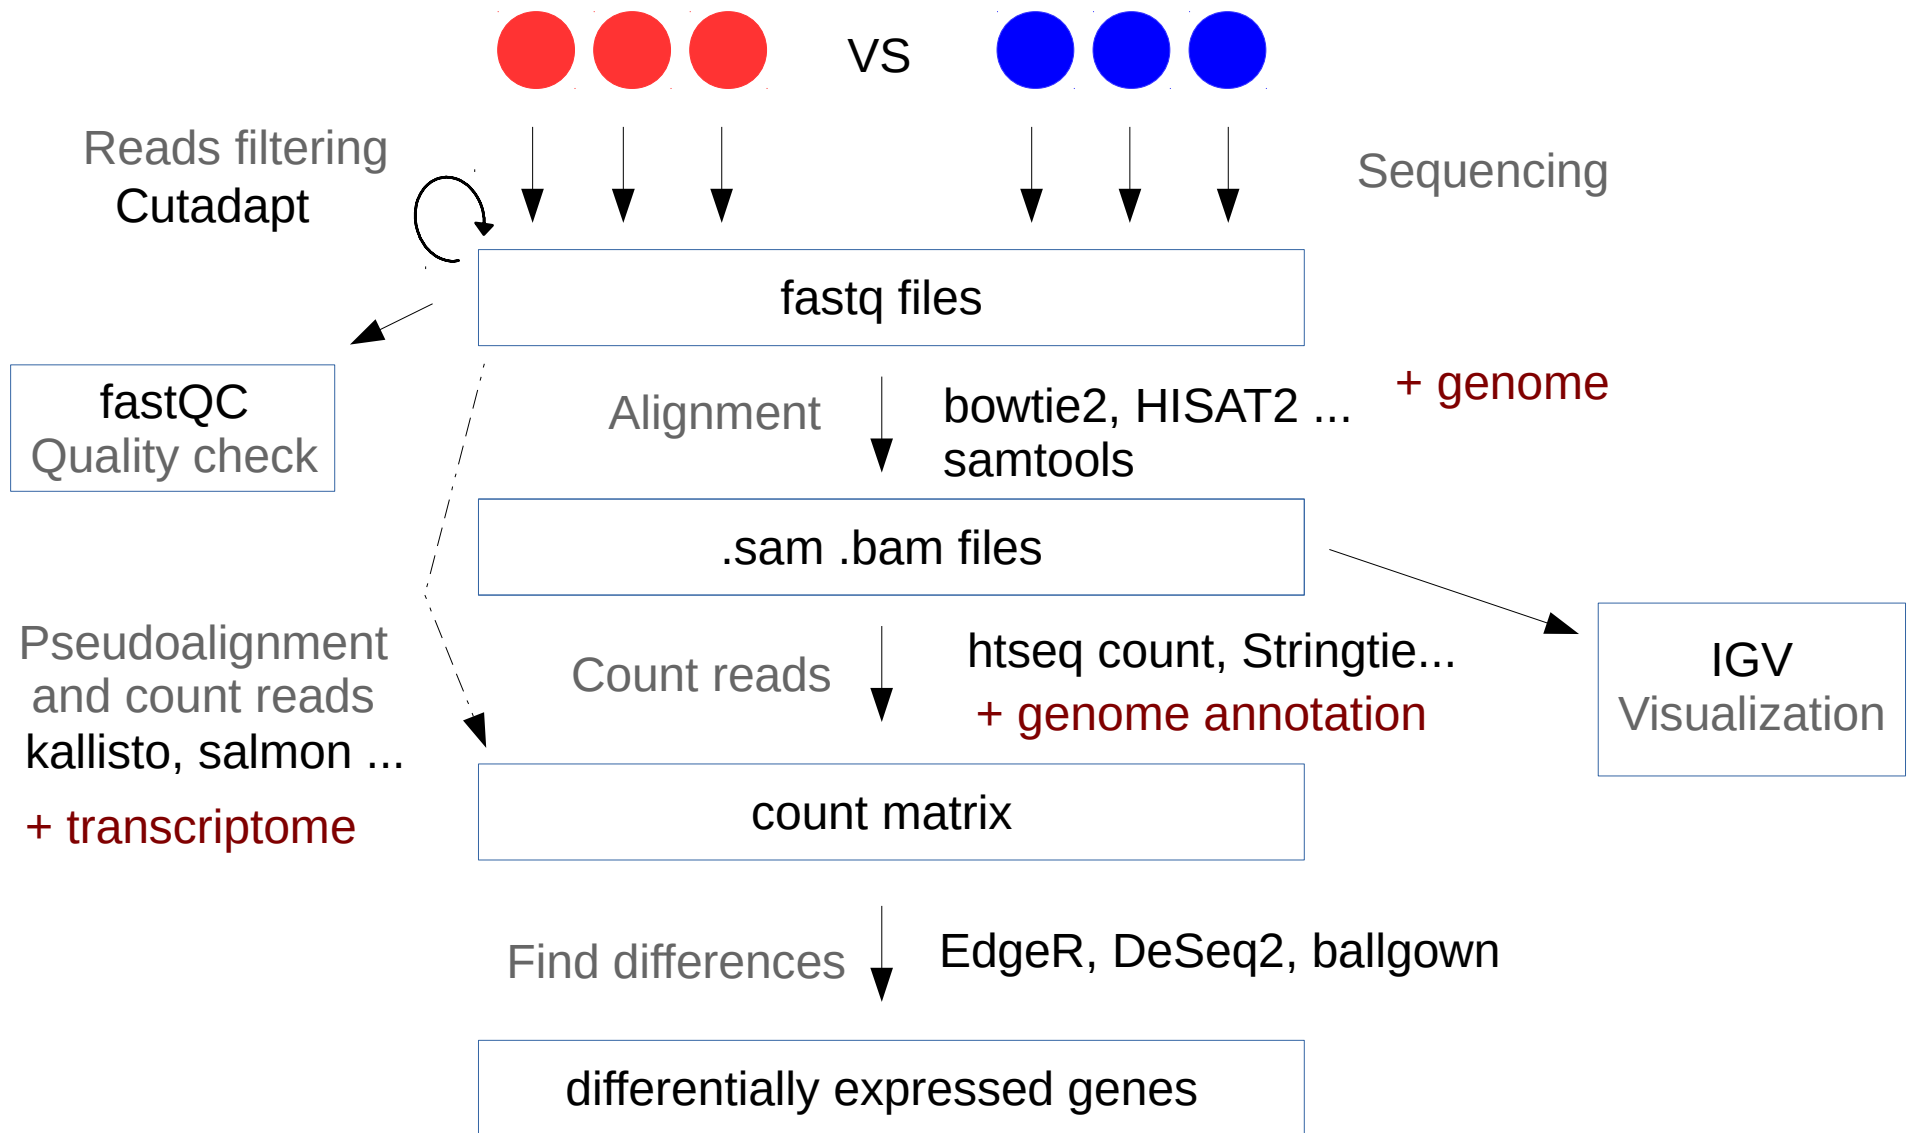 VS
Reads filtering
Cutadapt
Sequencing
fastq files
fastQC
Quality check
Alignment
bowtie2, HISAT2 ...
samtools
+ genome
.sam .bam files
Pseudoalignment
and count reads
kallisto, salmon ...
+ transcriptome
Count reads
htseq count, Stringtie...
+ genome annotation
IGV
Visualization
count matrix
Find differences
EdgeR, DeSeq2, ballgown
differentially expressed genes